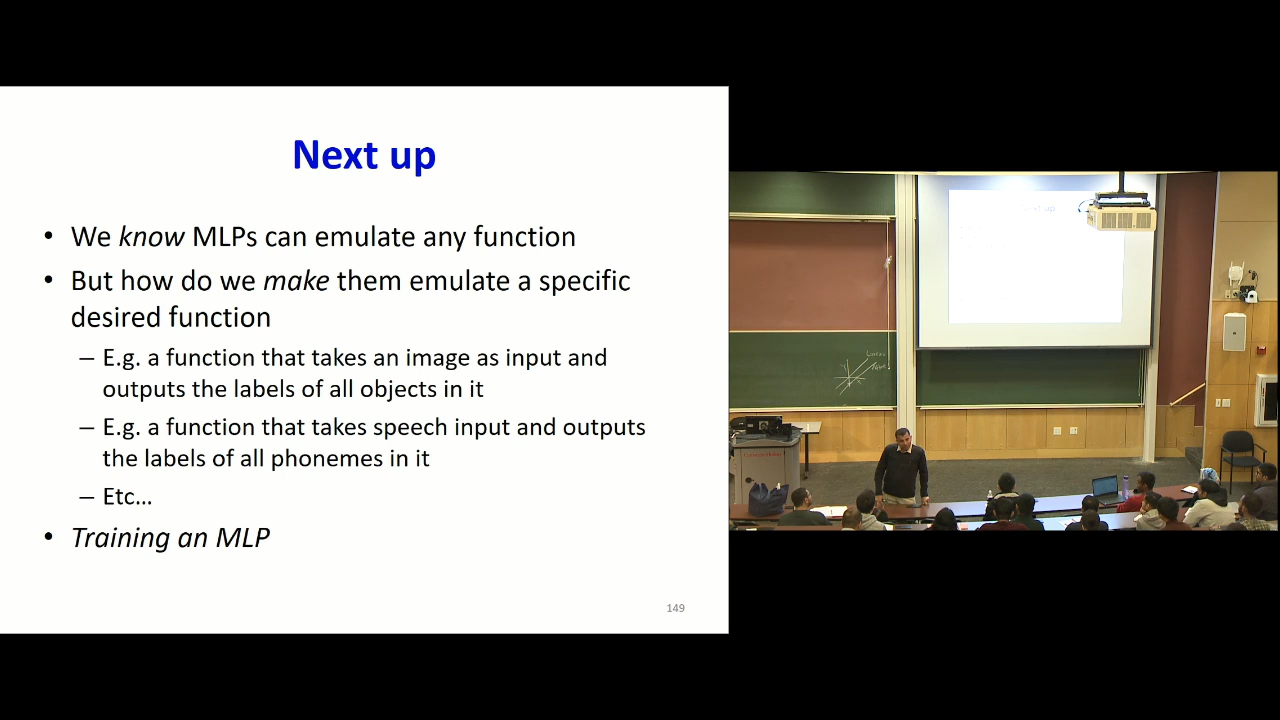 Next up
• We know MLPs can emulate any function
• But how do we make them emulate a specific
desired function
– E.g. a function that takes an image as input and
outputs the labels of all objects in it
– E.g. a function that takes speech input and outputs
the labels of all phonemes in it
– Etc…
• Training an MLP
149